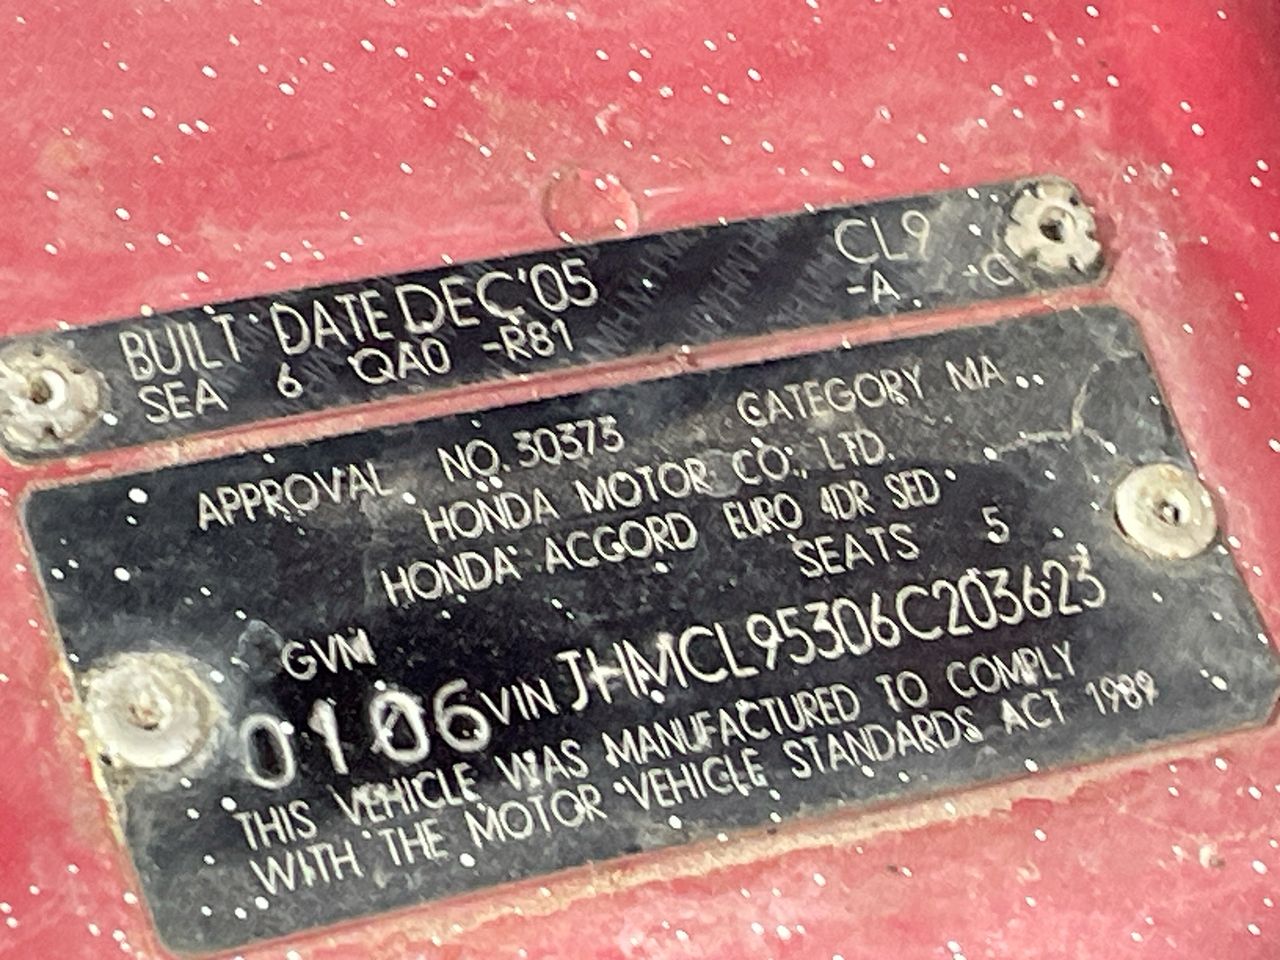 BUILT DATE DEC'05 CL9
SEA 6 QA0 -R81 -A -C
APPROVAL NO. 30373 CATEGORY MA
HONDA MOTOR CO., LTD.
HONDA ACCORD EURO 4DR SED
SEATS 5
GVM
0106 VIN JHMCL95306C203623
THIS VEHICLE WAS MANUFACTURED TO COMPLY
WITH THE MOTOR VEHICLE STANDARDS ACT 1989